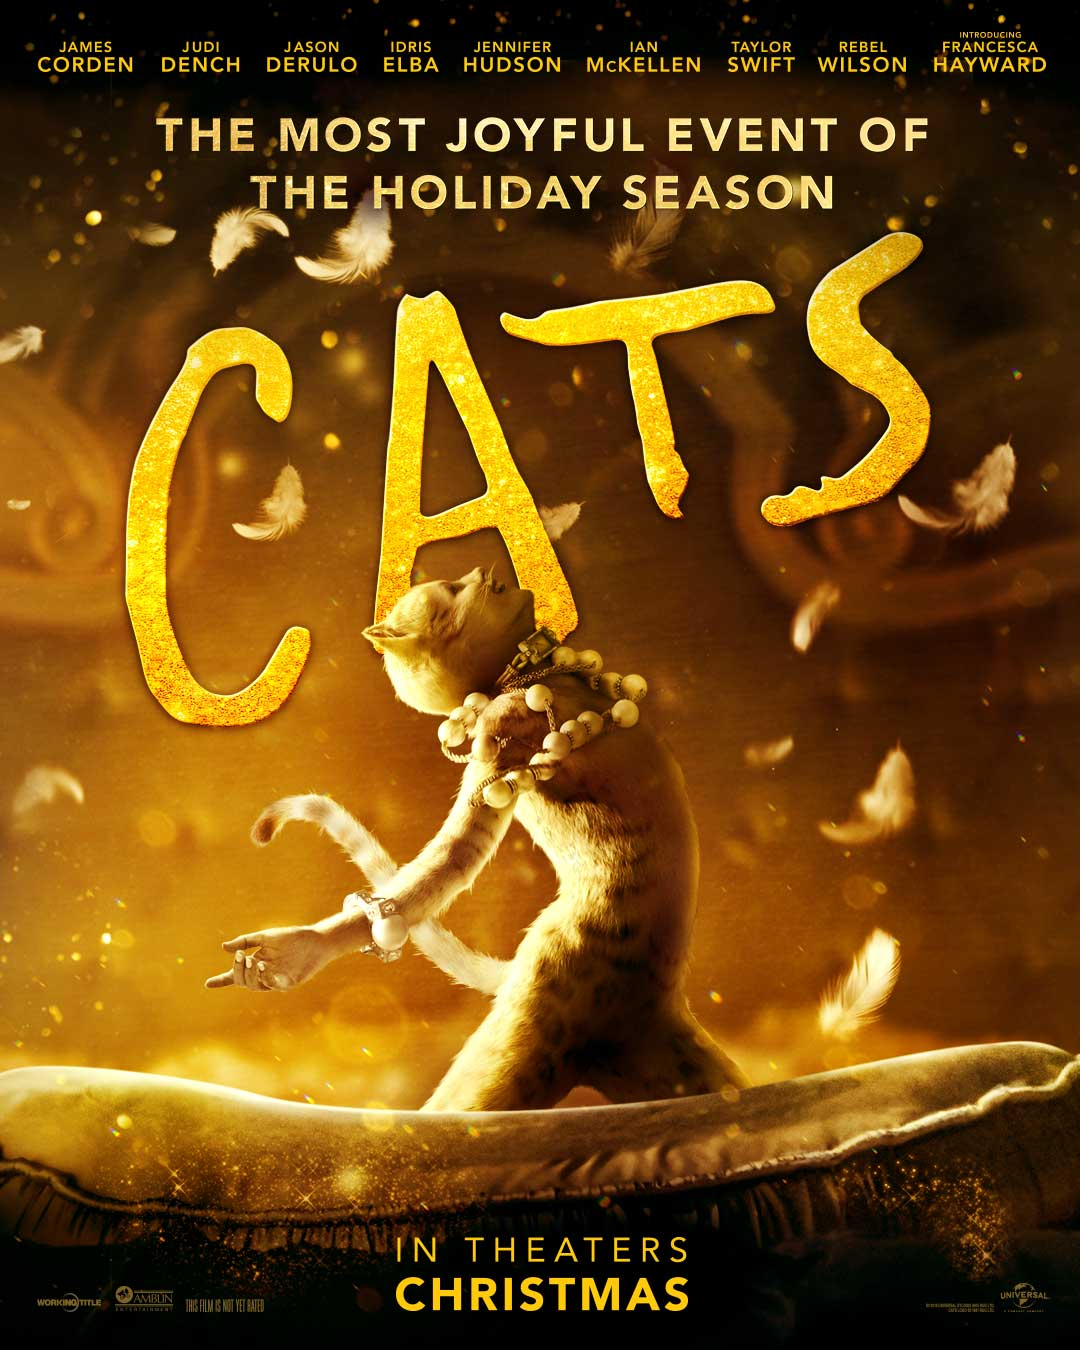 JAMES CORDEN
JUDI DENCH
JASON DERULO
IDRIS ELBA
JENNIFER HUDSON
IAN McKELLEN
TAYLOR SWIFT
REBEL WILSON
INTRODUCING
FRANCESCA HAYWARD
THE MOST JOYFUL EVENT OF
THE HOLIDAY SEASON
CATS
IN THEATERS
CHRISTMAS
WORKING TITLE
AMBLIN
ENTERTAINMENT
THIS FILM IS NOT YET RATED
UNIVERSAL